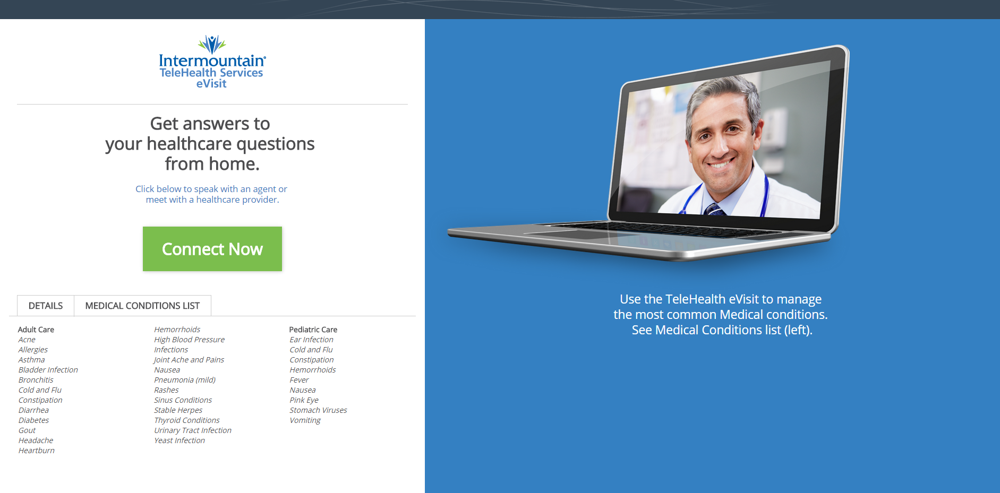 Intermountain®
TeleHealth Services
eVisit
Get answers to
your healthcare questions
from home.
Click below to speak with an agent or
meet with a healthcare provider.
Connect Now
DETAILS
MEDICAL CONDITIONS LIST
Adult Care
Acne
Allergies
Asthma
Bladder Infection
Bronchitis
Cold and Flu
Constipation
Diarrhea
Diabetes
Gout
Headache
Heartburn
Hemorrhoids
High Blood Pressure
Infections
Joint Ache and Pains
Nausea
Pneumonia (mild)
Rashes
Sinus Conditions
Stable Herpes
Thyroid Conditions
Urinary Tract Infection
Yeast Infection
Pediatric Care
Ear Infection
Cold and Flu
Constipation
Hemorrhoids
Fever
Nausea
Pink Eye
Stomach Viruses
Vomiting
Use the TeleHealth eVisit to manage
the most common Medical conditions.
See Medical Conditions list (left).